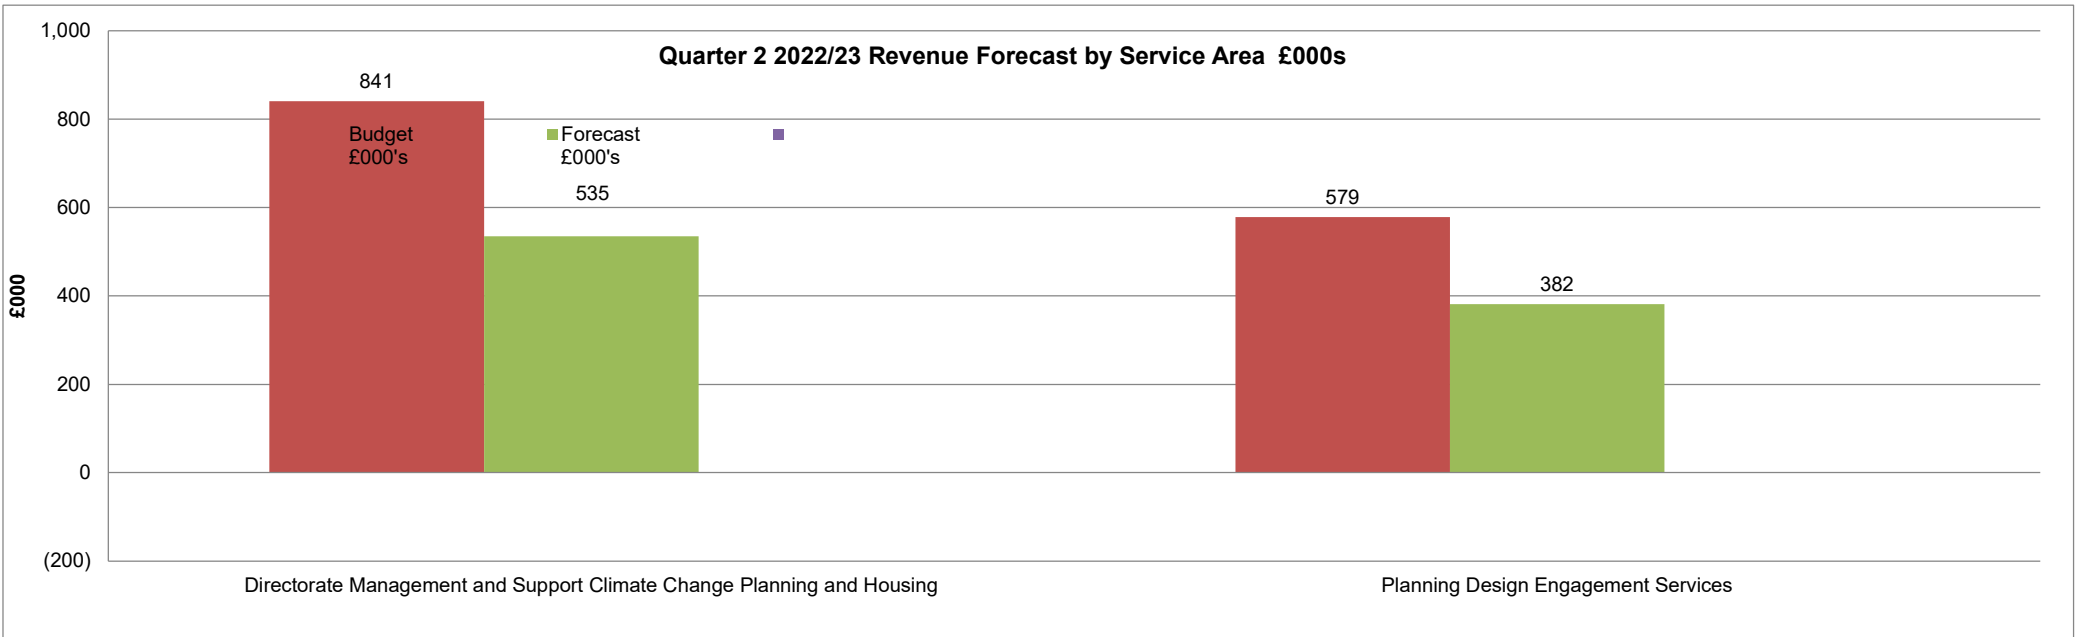 Quarter 2 2022/23 Revenue Forecast by Service Area £000s
1,000
800
600
400
200
0
(200)
£000
841
535
579
382
Budget
£000's
Forecast
£000's
Directorate Management and Support Climate Change Planning and Housing
Planning Design Engagement Services